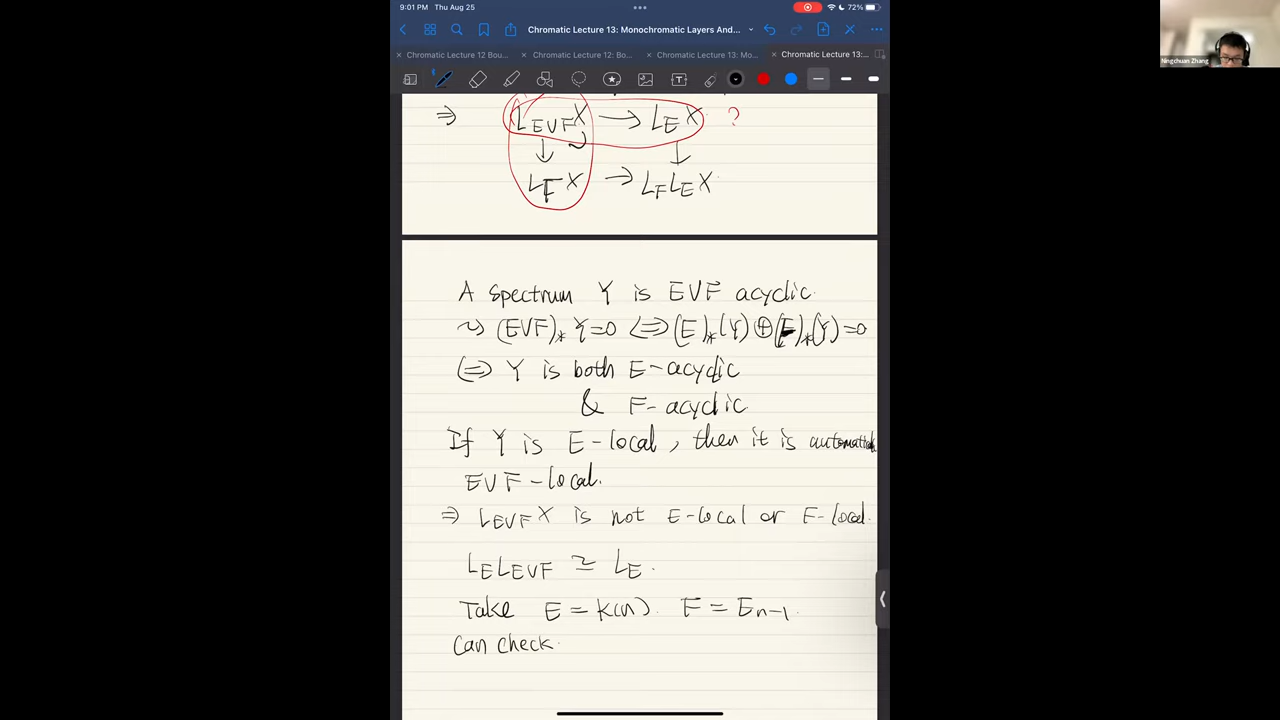 9:01 PM Thu Aug 25
72%
Chromatic Lecture 13: Monochromatic Layers And...
Chromatic Lecture 12 Bou...
Chromatic Lecture 12: Bo...
Chromatic Lecture 13: Mo...
Chromatic Lecture 13:...
Ningchuan Zhang
⇒ L_{E∨F} X → L_E X ?
↓ ↓
L_F X → L_F L_E X
A spectrum Y is E∨F acyclic.
~> (E∨F)_* Y = 0 ⇔ (E)_*(Y) ⊕ (F)_*(Y) = 0
⇔ Y is both E-acyclic
& F-acyclic.
If Y is E-local, then it is
E∨F-local.
⇒ L_{E∨F} X is not E-local or F-local.
L_E L_{E∨F} ≃ L_E.
Take E = K(n). F = E_{n-1}.
Can check.